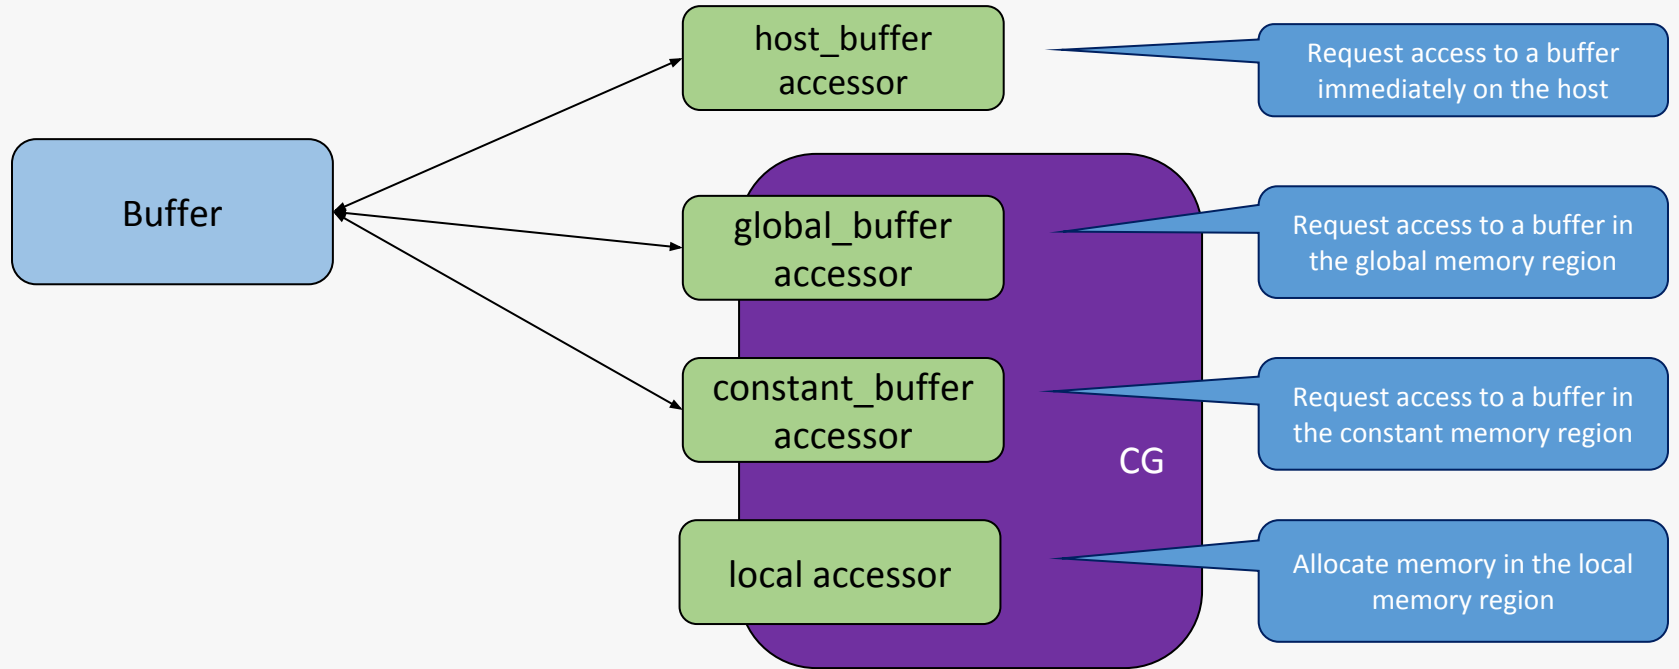 host_buffer
accessor
Request access to a buffer
immediately on the host
Buffer
global_buffer
accessor
Request access to a buffer in
the global memory region
constant_buffer
accessor
Request access to a buffer in
the constant memory region
CG
local accessor
Allocate memory in the local
memory region